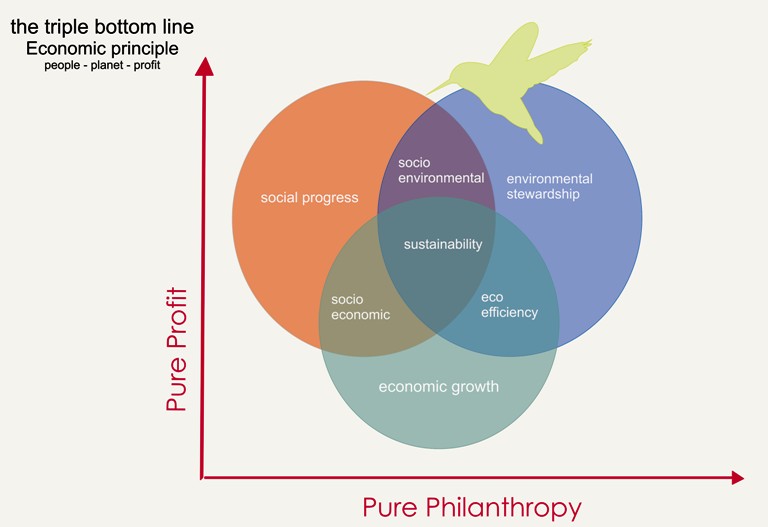 the triple bottom line
Economic principle
people - planet - profit
socio
environmental
environmental
stewardship
social progress
sustainability
socio
economic
eco
efficiency
economic growth
Pure Profit
Pure Philanthropy